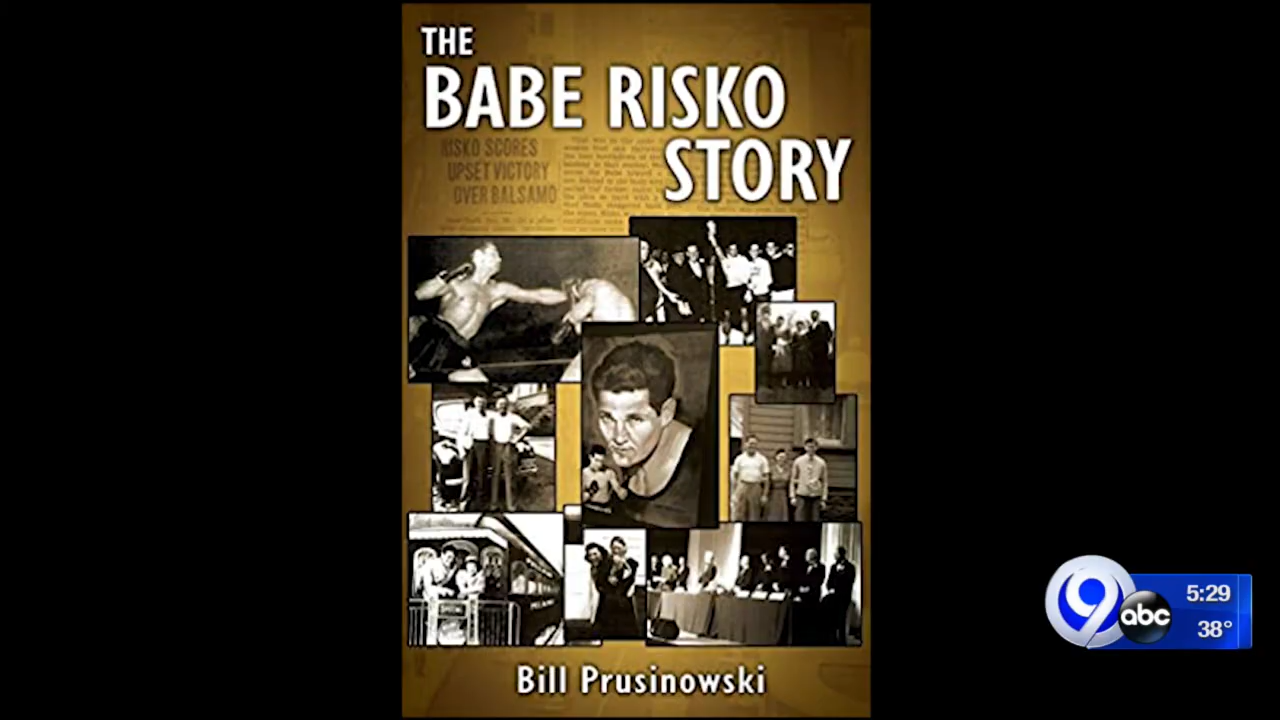 THE
BABE RISKO
STORY
RISKO SCORES
UPSET VICTORY
OVER BALSAMO
Bill Prusinowski
9
abc
5:29
38°